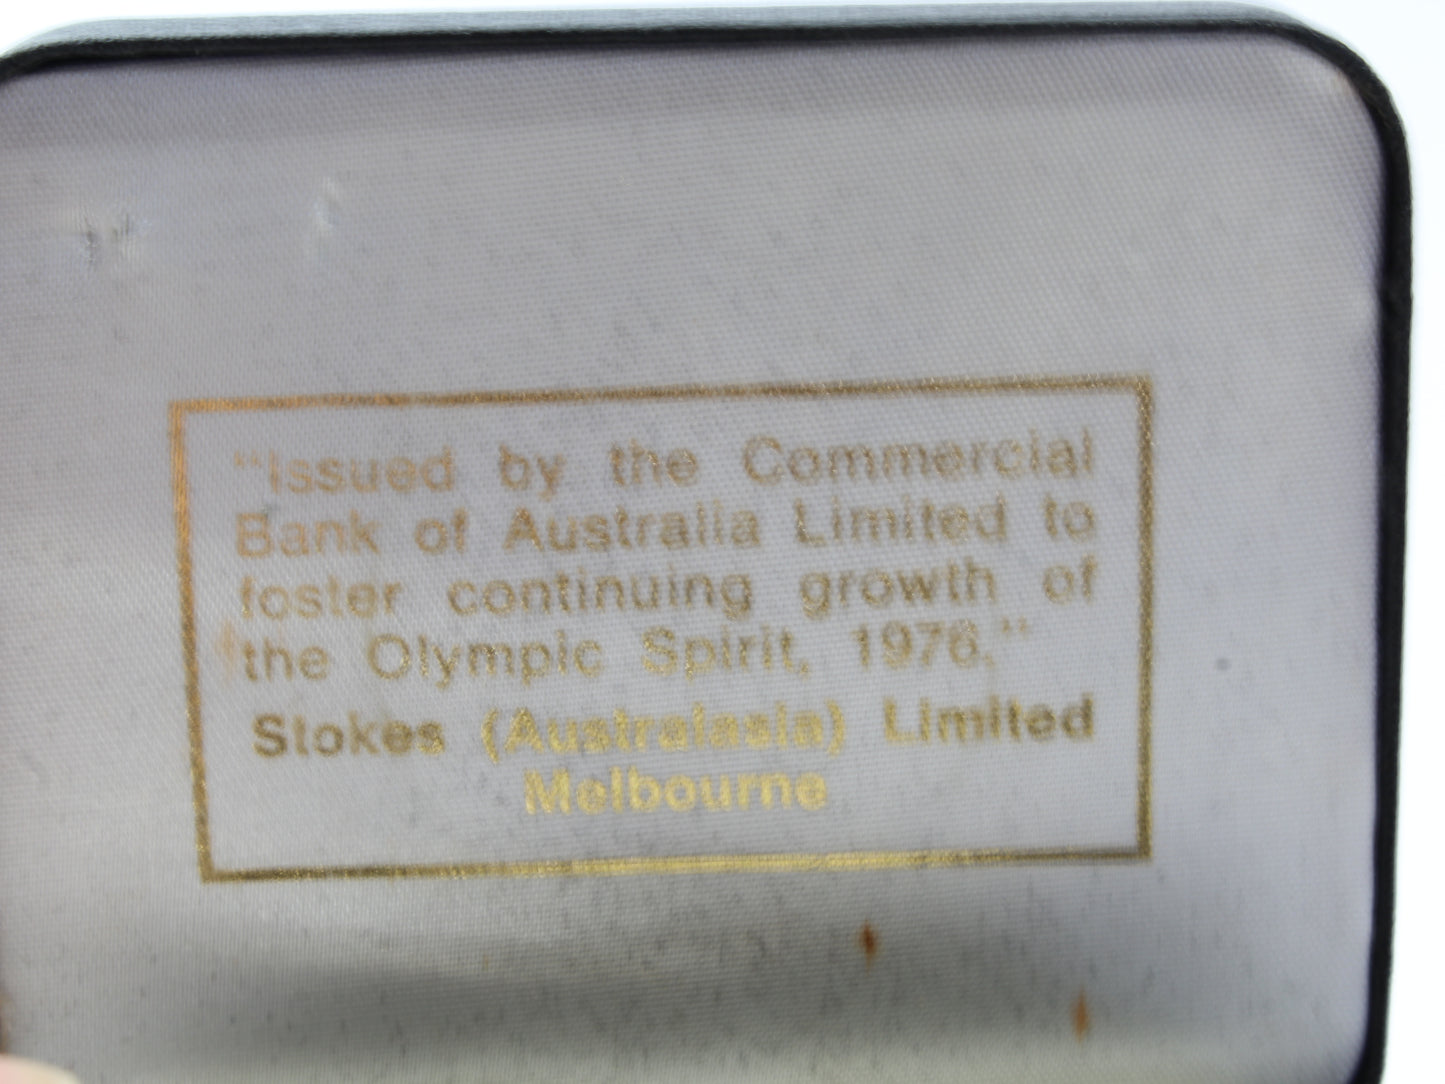 "Issued by the Commercial
Bank of Australia Limited to
foster continuing growth of
the Olympic Spirit, 1976."
Stokes (Australasia) Limited
Melbourne